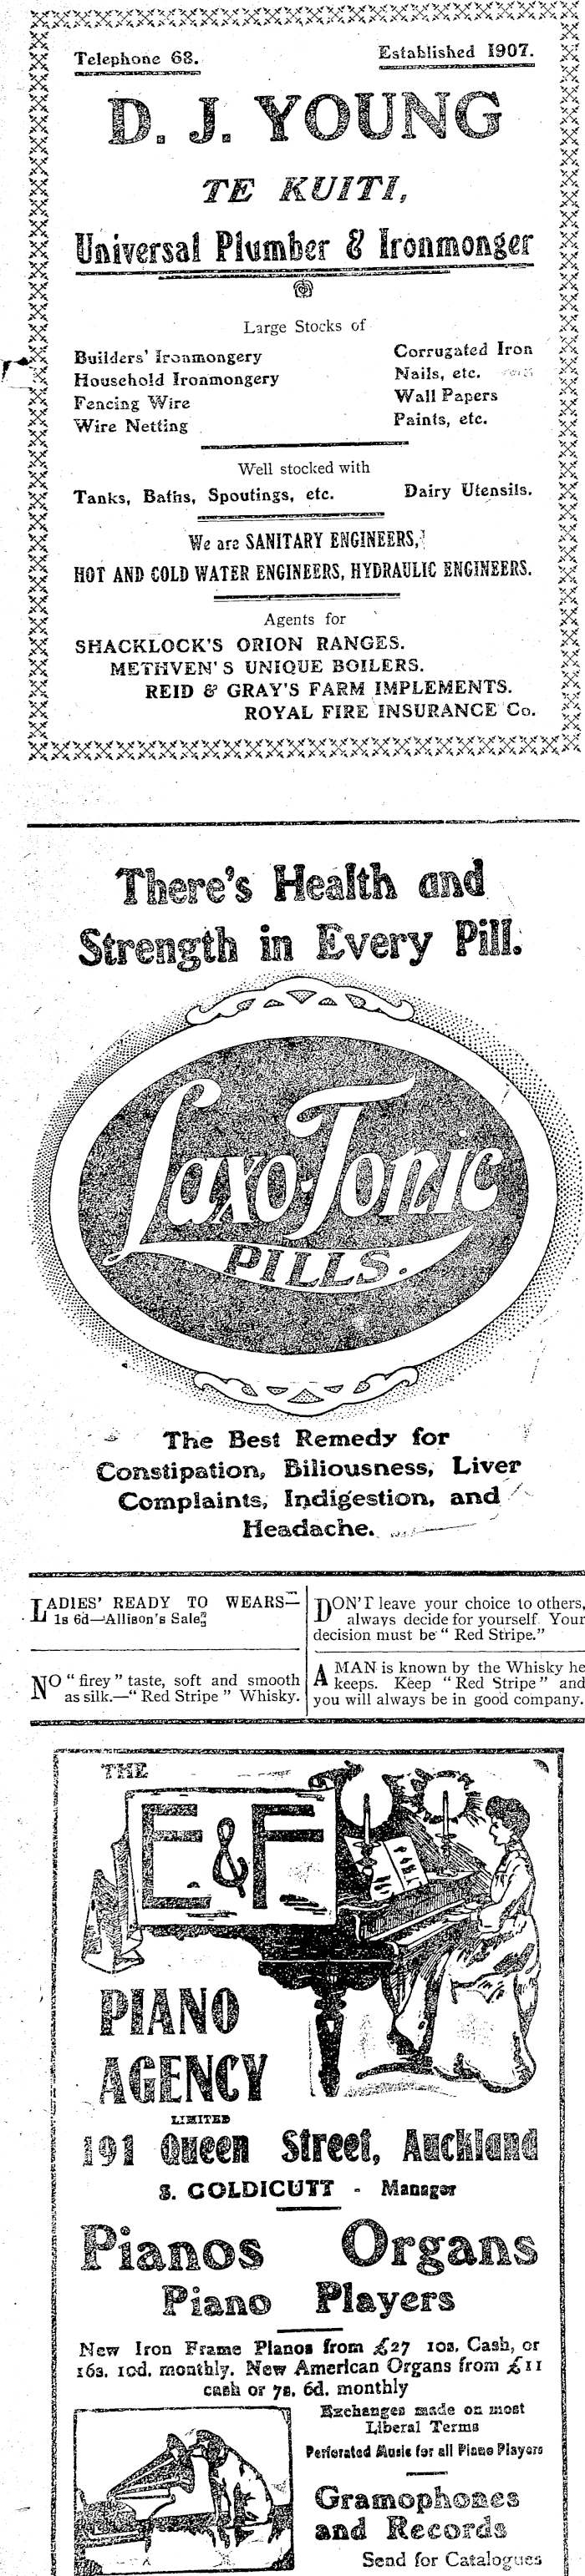 Telephone 68. Established 1907.
D. J. YOUNG
TE KUITI,
Universal Plumber & Ironmonger
Large Stocks of
Builders' Ironmongery
Household Ironmongery
Fencing Wire
Wire Netting
Corrugated Iron
Nails, etc.
Wall Papers
Paints, etc.
Well stocked with
Tanks, Baths, Spoutings, etc. Dairy Utensils.
We are SANITARY ENGINEERS,
HOT AND COLD WATER ENGINEERS, HYDRAULIC ENGINEERS.
Agents for
SHACKLOCK'S ORION RANGES.
METHVEN'S UNIQUE BOILERS.
REID & GRAY'S FARM IMPLEMENTS.
ROYAL FIRE INSURANCE Co.
There's Health and
Strength in Every Pill.
Laxo-Tonic
PILLS.
The Best Remedy for
Constipation, Biliousness, Liver
Complaints, Indigestion, and
Headache.
LADIES' READY TO WEARS—
1s 6d—Allison's Sale
NO "firey" taste, soft and smooth
as silk.—"Red Stripe" Whisky.
DON'T leave your choice to others,
always decide for yourself. Your
decision must be "Red Stripe."
A MAN is known by the Whisky he
keeps. Keep "Red Stripe" and
you will always be in good company.
THE
E & F
PIANO
AGENCY
LIMITED
191 Queen Street, Auckland
S. GOLDICUTT - Manager
Pianos Organs
Piano Players
New Iron Frame Pianos from £27 10s. Cash, or
16s. 10d. monthly. New American Organs from £11
cash or 7s. 6d. monthly
Exchanges made on most
Liberal Terms
Perforated Music for all Piano Players
Gramophones
and Records
Send for Catalogues